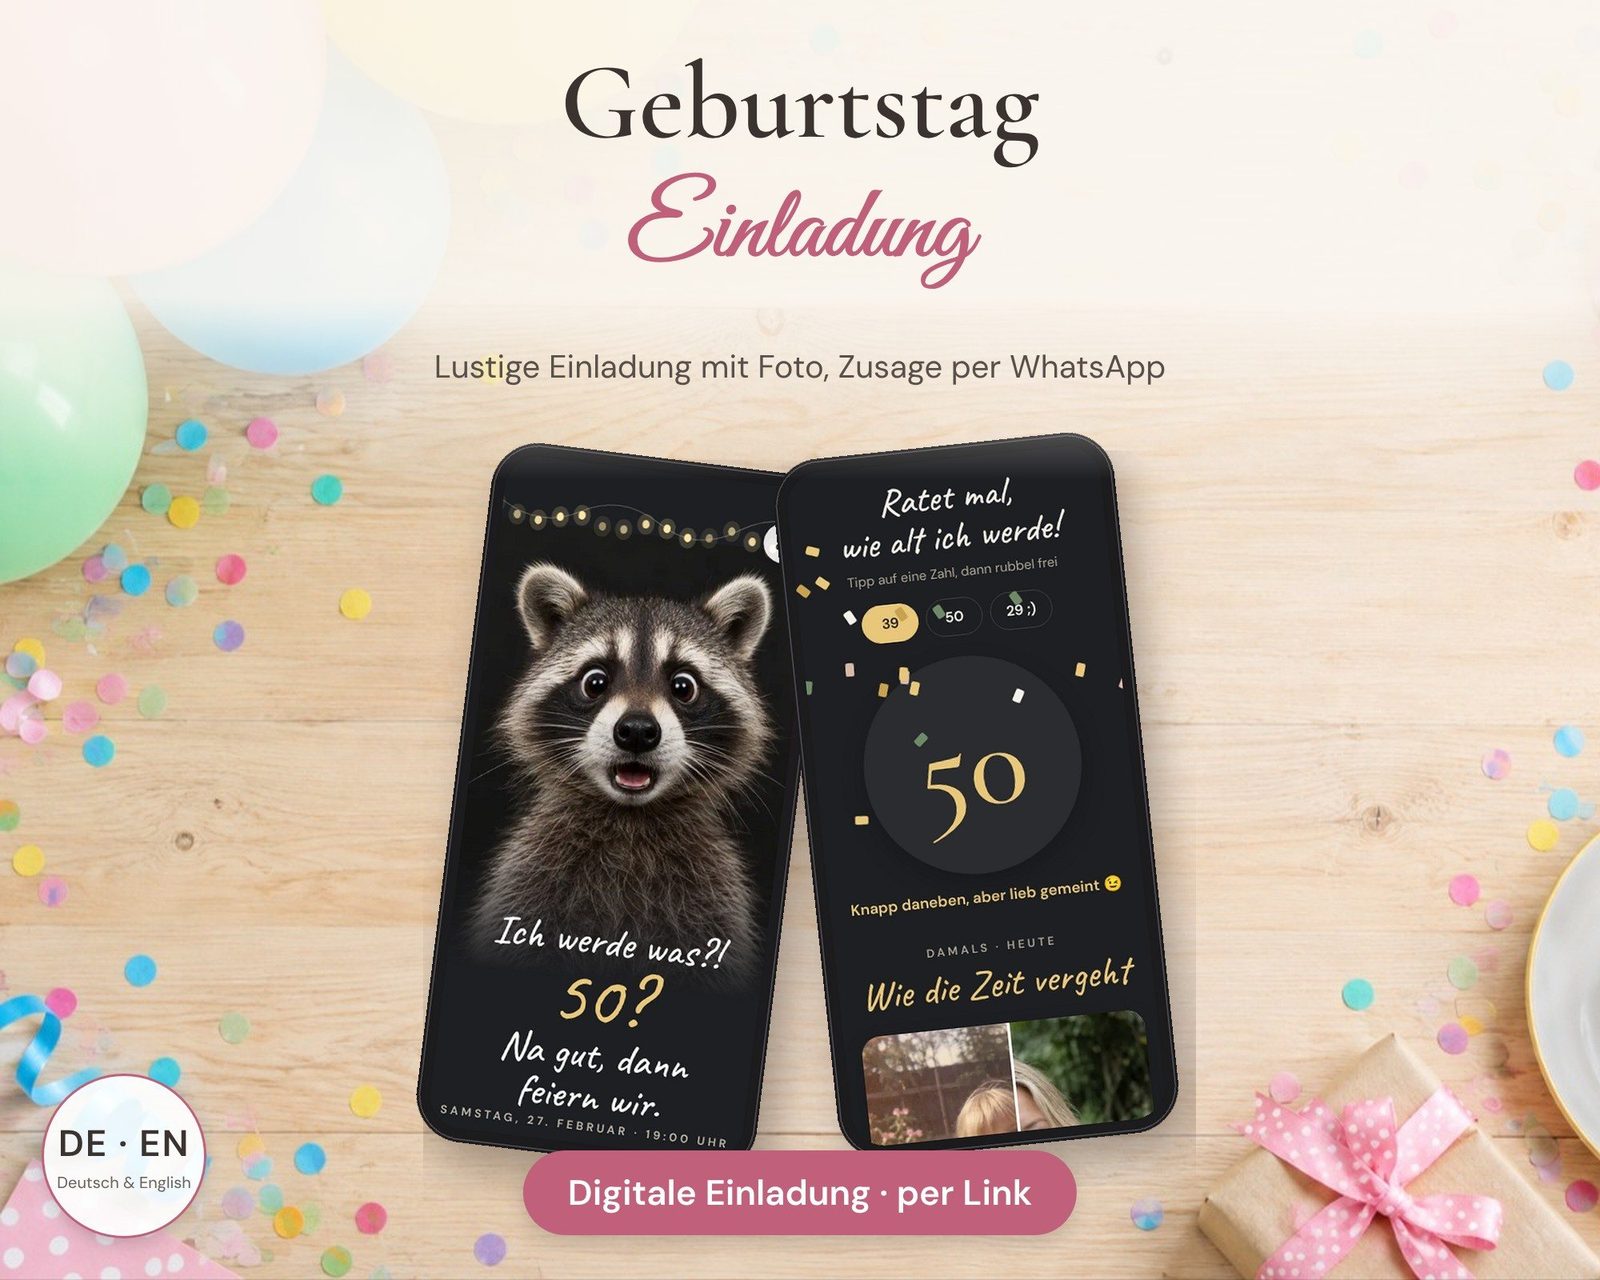 Geburtstag
Einladung
Lustige Einladung mit Foto, Zusage per WhatsApp
Ich werde was?!
50?
Na gut, dann
feiern wir.
SAMSTAG, 27. FEBRUAR · 19:00 UHR
Ratet mal,
wie alt ich werde!
Tipp auf eine Zahl, dann rubbel frei
39 50 29 ;)
50
Knapp daneben, aber lieb gemeint 😉
DAMALS · HEUTE
Wie die Zeit vergeht
DE · EN
Deutsch & English
Digitale Einladung · per Link